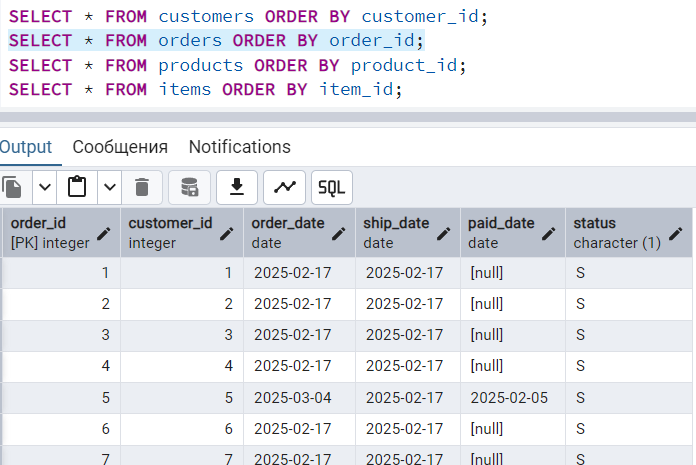 SELECT * FROM customers ORDER BY customer_id;
SELECT * FROM orders ORDER BY order_id;
SELECT * FROM products ORDER BY product_id;
SELECT * FROM items ORDER BY item_id;
Output Сообщения Notifications
SQL
order_id customer_id order_date ship_date paid_date status
[PK] integer integer date date date character (1)
1 1 2025-02-17 2025-02-17 [null] S
2 2 2025-02-17 2025-02-17 [null] S
3 3 2025-02-17 2025-02-17 [null] S
4 4 2025-02-17 2025-02-17 [null] S
5 5 2025-03-04 2025-02-17 2025-02-05 S
6 6 2025-02-17 2025-02-17 [null] S
7 7 2025-02-17 2025-02-17 [null] S